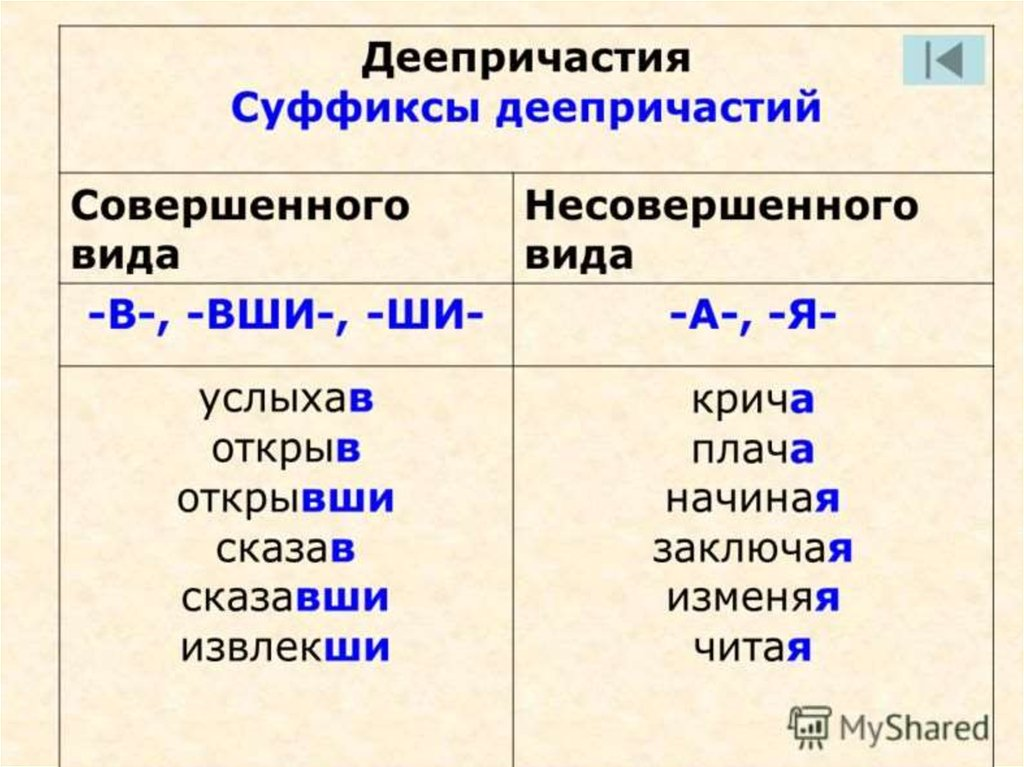 Деепричастия
Суффиксы деепричастий
Совершенного
вида
Несовершенного
вида
-В-, -ВШИ-, -ШИ-
-А-, -Я-
услыхав
открыв
открывши
сказав
сказавши
извлекши
крича
плача
начиная
заключая
изменяя
читая
MyShared